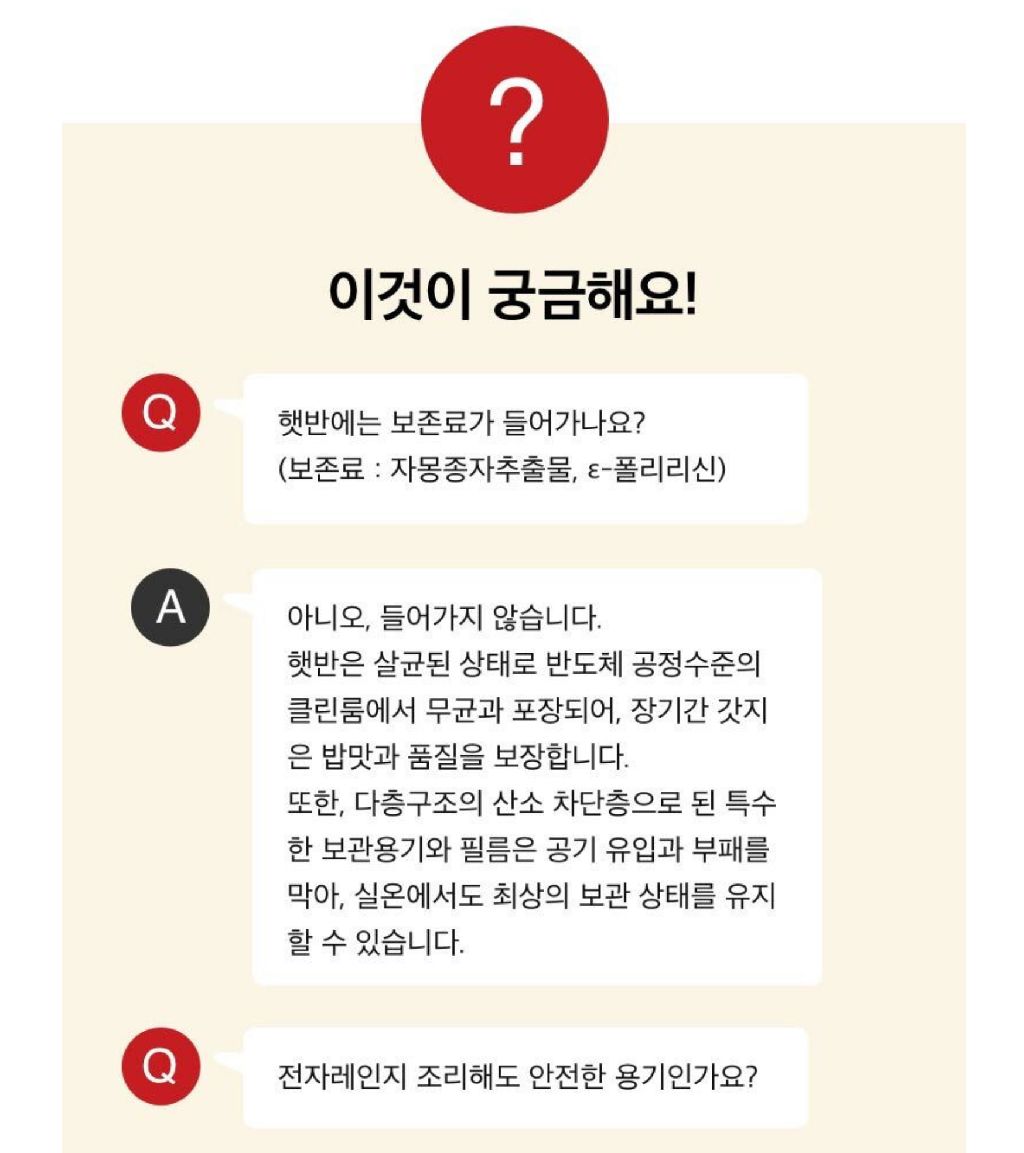 ?
이것이 궁금해요!
Q
햇반에는 보존료가 들어가나요?
(보존료 : 자몽종자추출물, ε-폴리리신)
A
아니오, 들어가지 않습니다.
햇반은 살균된 상태로 반도체 공정수준의
클린룸에서 무균과 포장되어, 장기간 갓지
은 밥맛과 품질을 보장합니다.
또한, 다층구조의 산소 차단층으로 된 특수
한 보관용기와 필름은 공기 유입과 부패를
막아, 실온에서도 최상의 보관 상태를 유지
할 수 있습니다.
Q
전자레인지 조리해도 안전한 용기인가요?